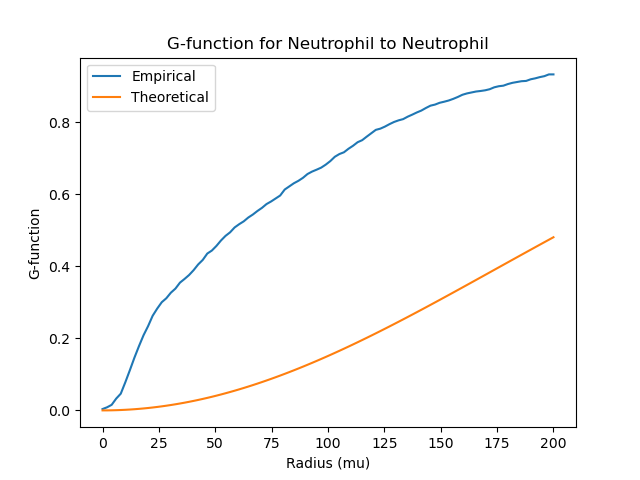 G-function for Neutrophil to Neutrophil
Empirical
Theoretical
G-function
0.8
0.6
0.4
0.2
0.0
0 25 50 75 100 125 150 175 200
Radius (mu)